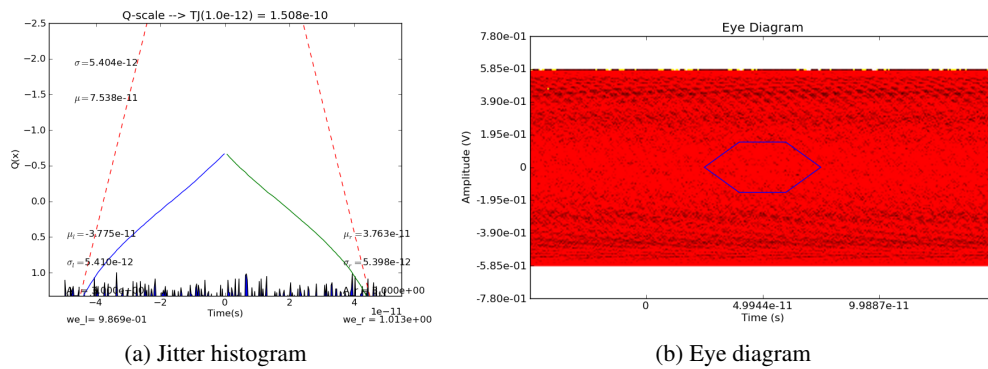 Q-scale --> TJ(1.0e-12) = 1.508e-10
-2.5
-2.0
-1.5
-1.0
-0.5
0.0
0.5
1.0
Q(x)
σ=5.404e-12
μ=7.538e-11
μ_l=-3.775e-11
σ_l=5.410e-12
μ_r=3.763e-11
σ_r=5.398e-12
we_l= 9.869e-01
we_r = 1.013e+00
-4
-2
0
2
4
1e-11
Time(s)
(a) Jitter histogram
Eye Diagram
7.80e-01
5.85e-01
3.90e-01
1.95e-01
0
-1.95e-01
-3.90e-01
-5.85e-01
-7.80e-01
Amplitude (V)
0
4.9944e-11
9.9887e-11
Time (s)
(b) Eye diagram